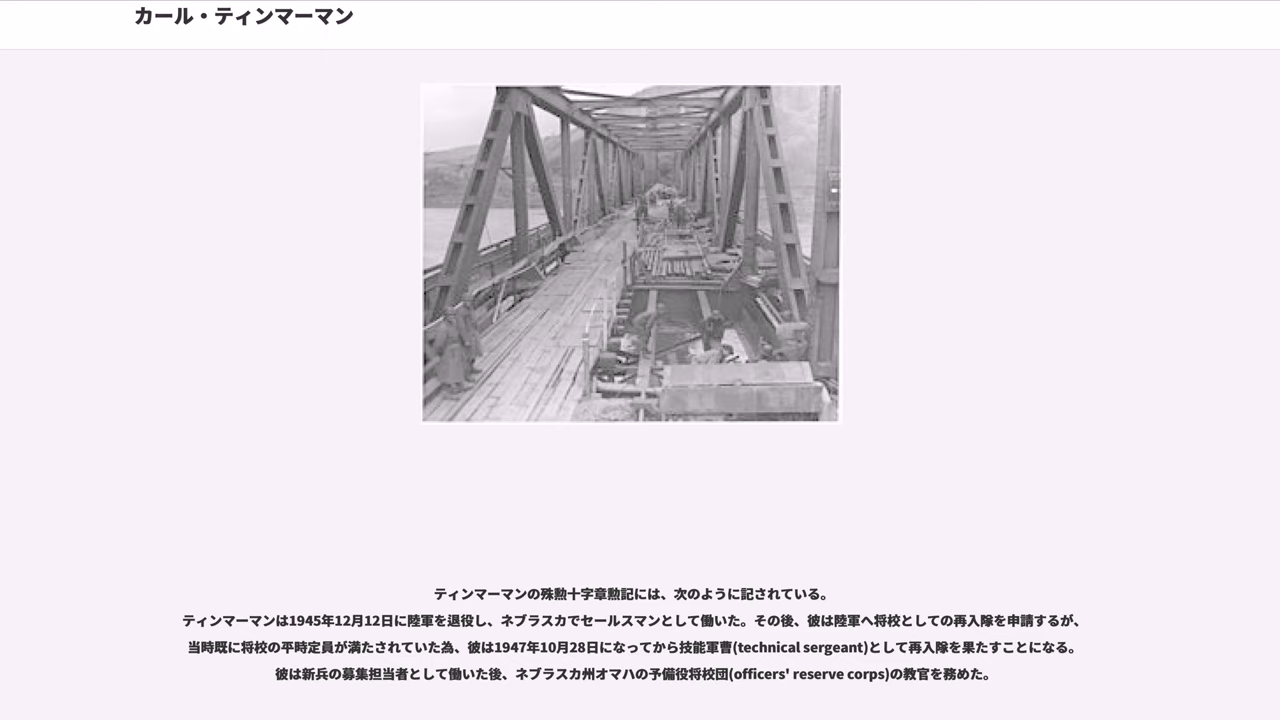 カール・ティンマーマン
ティンマーマンの殊勲十字章勲記には、次のように記されている。
ティンマーマンは1945年12月12日に陸軍を退役し、ネブラスカでセールスマンとして働いた。その後、彼は陸軍へ将校としての再入隊を申請するが、
当時既に将校の平時定員が満たされていた為、彼は1947年10月28日になってから技能軍曹(technical sergeant)として再入隊を果たすことになる。
彼は新兵の募集担当者として働いた後、ネブラスカ州オマハの予備役将校団(officers' reserve corps)の教官を務めた。